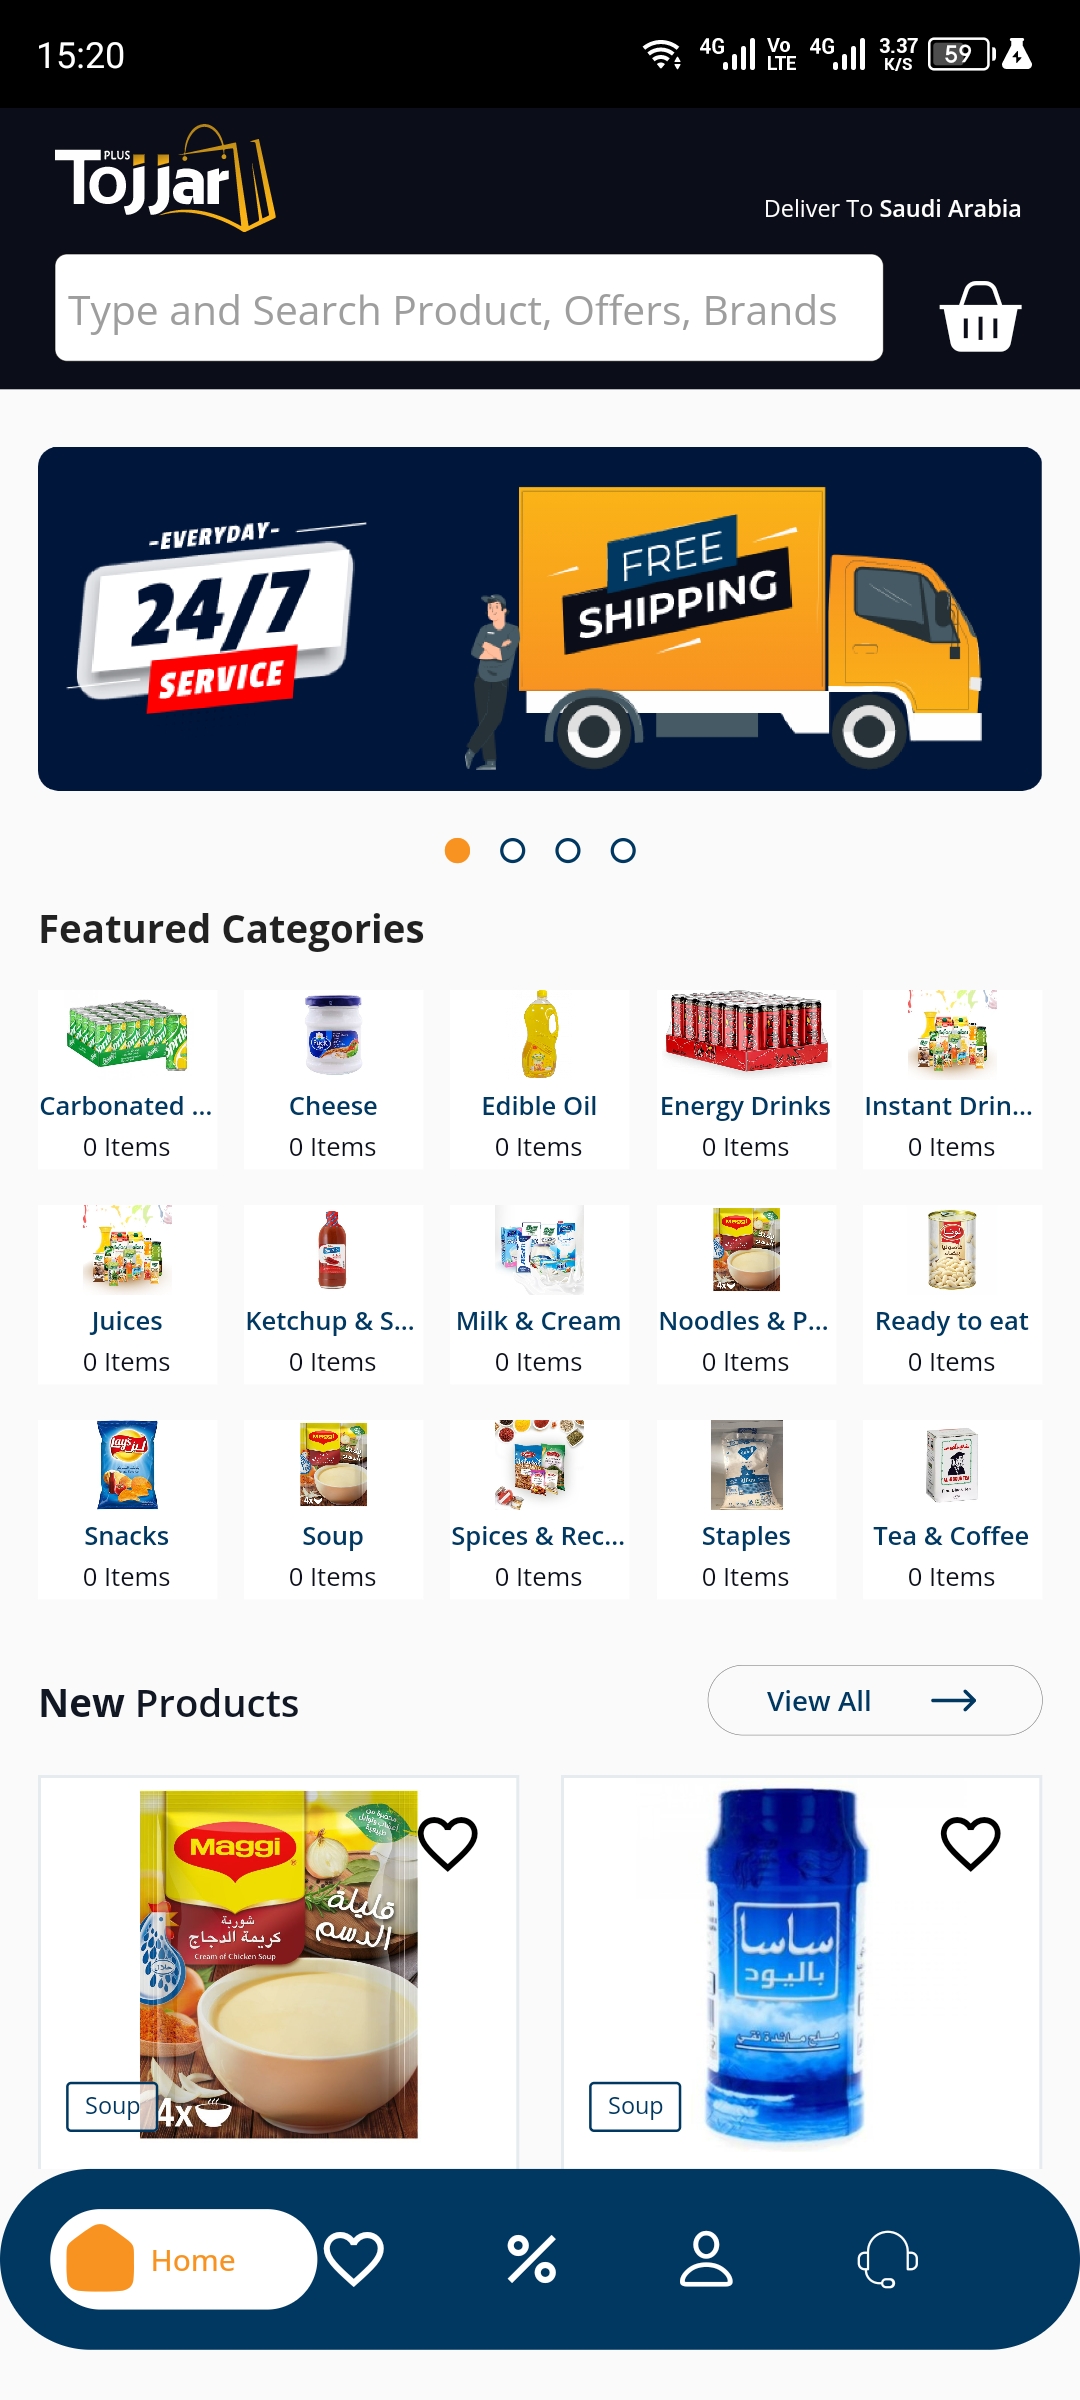 15:20
4G
Vo LTE
4G
3.37 K/S
59
PLUS
Tojjar
Deliver To Saudi Arabia
Type and Search Product, Offers, Brands
-EVERYDAY-
24/7
SERVICE
FREE
SHIPPING
Featured Categories
Carbonated ...
Cheese
Edible Oil
Energy Drinks
Instant Drin...
0 Items
0 Items
0 Items
0 Items
0 Items
Juices
Ketchup & S...
Milk & Cream
Noodles & P...
Ready to eat
0 Items
0 Items
0 Items
0 Items
0 Items
Snacks
Soup
Spices & Rec...
Staples
Tea & Coffee
0 Items
0 Items
0 Items
0 Items
0 Items
New Products
View All
Maggi
قليلة
الدسم
شوربة
كريمة الدجاج
Cream of Chicken Soup
حلال
4x
Soup
ساسا
باليود
ملح مائدة نقي
Soup
Home